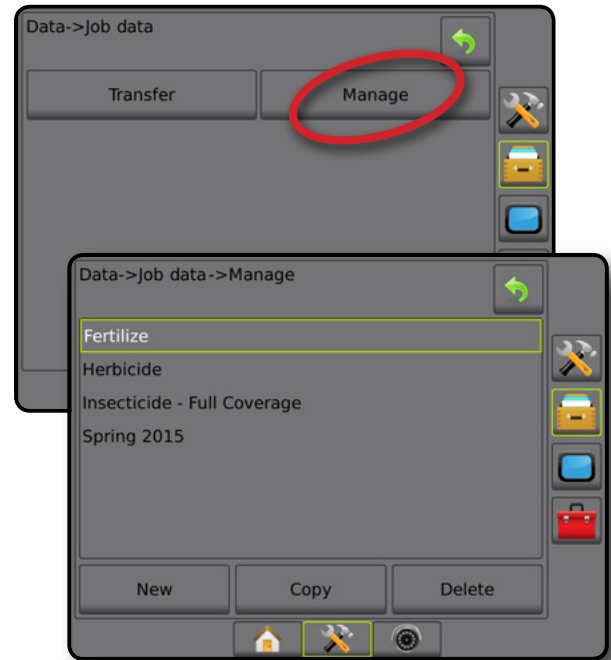 Data->Job data
Transfer
Manage
Data->Job data->Manage
Fertilize
Herbicide
Insecticide - Full Coverage
Spring 2015
New
Copy
Delete